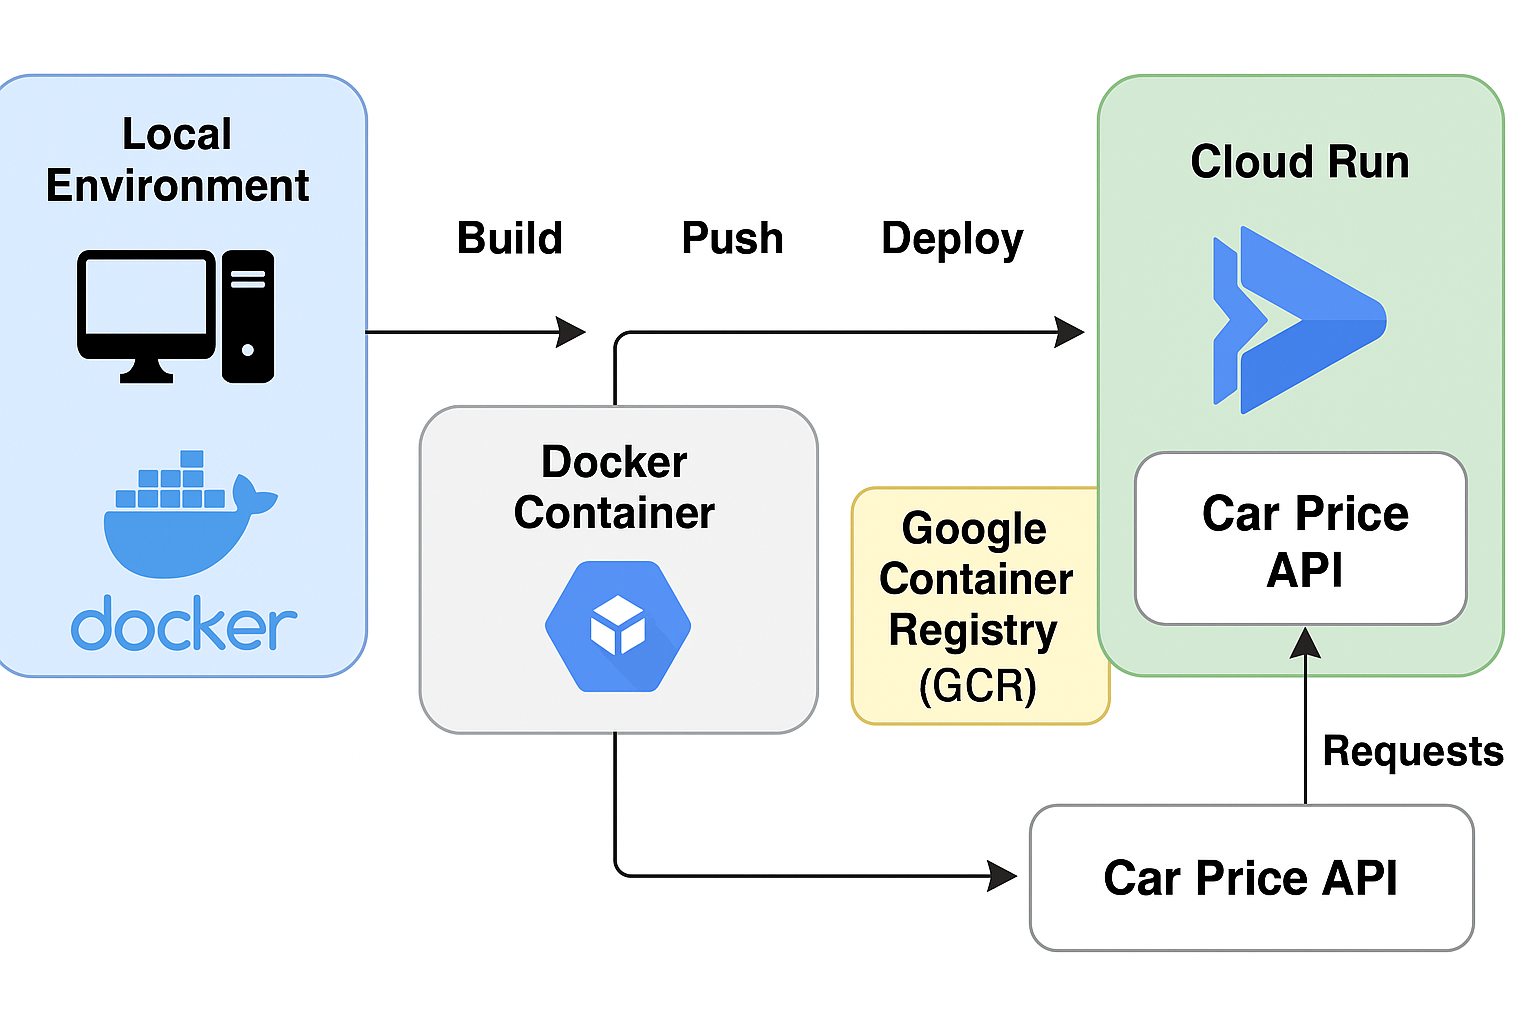 Local
Environment
docker
Build
Push
Deploy
Docker
Container
Google
Container
Registry
(GCR)
Cloud Run
Car Price
API
Requests
Car Price API